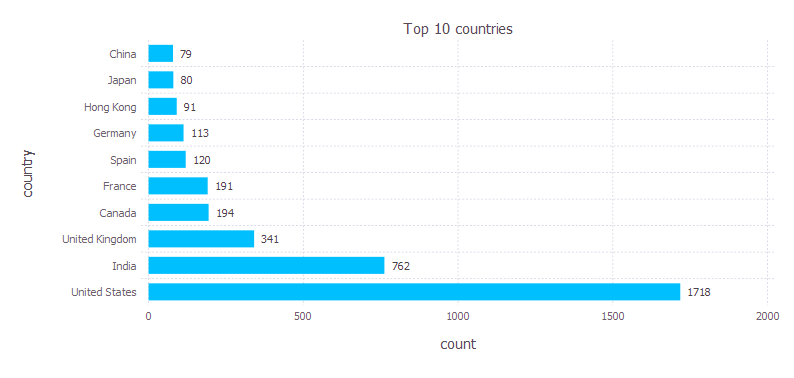 Top 10 countries
China 79
Japan 80
Hong Kong 91
Germany 113
Spain 120
France 191
Canada 194
United Kingdom 341
India 762
United States 1718
0 500 1000 1500 2000
count
country